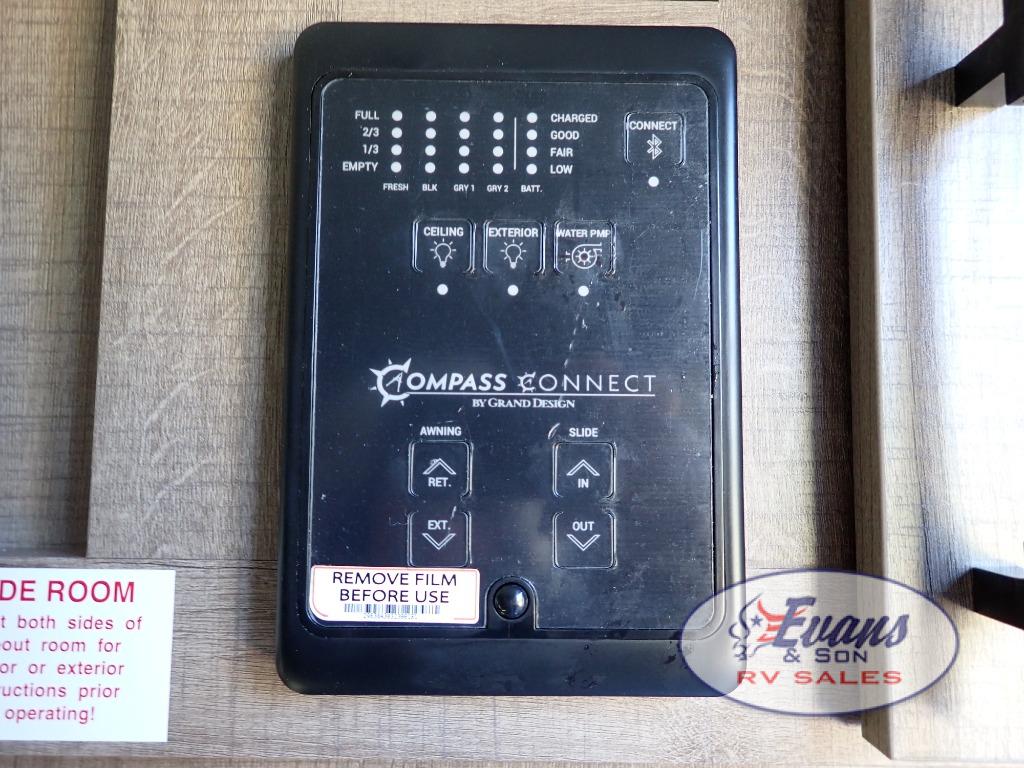 FULL CHARGED
2/3 GOOD
1/3 FAIR
EMPTY LOW
FRESH BLK GRY 1 GRY 2 BATT.
CONNECT
CEILING EXTERIOR WATER PMP
COMPASS CONNECT
BY GRAND DESIGN
AWNING SLIDE
RET. IN
EXT. OUT
REMOVE FILM
BEFORE USE
DE ROOM
t both sides of
out room for
or or exterior
uctions prior
operating!
Evans
& SON
RV SALES